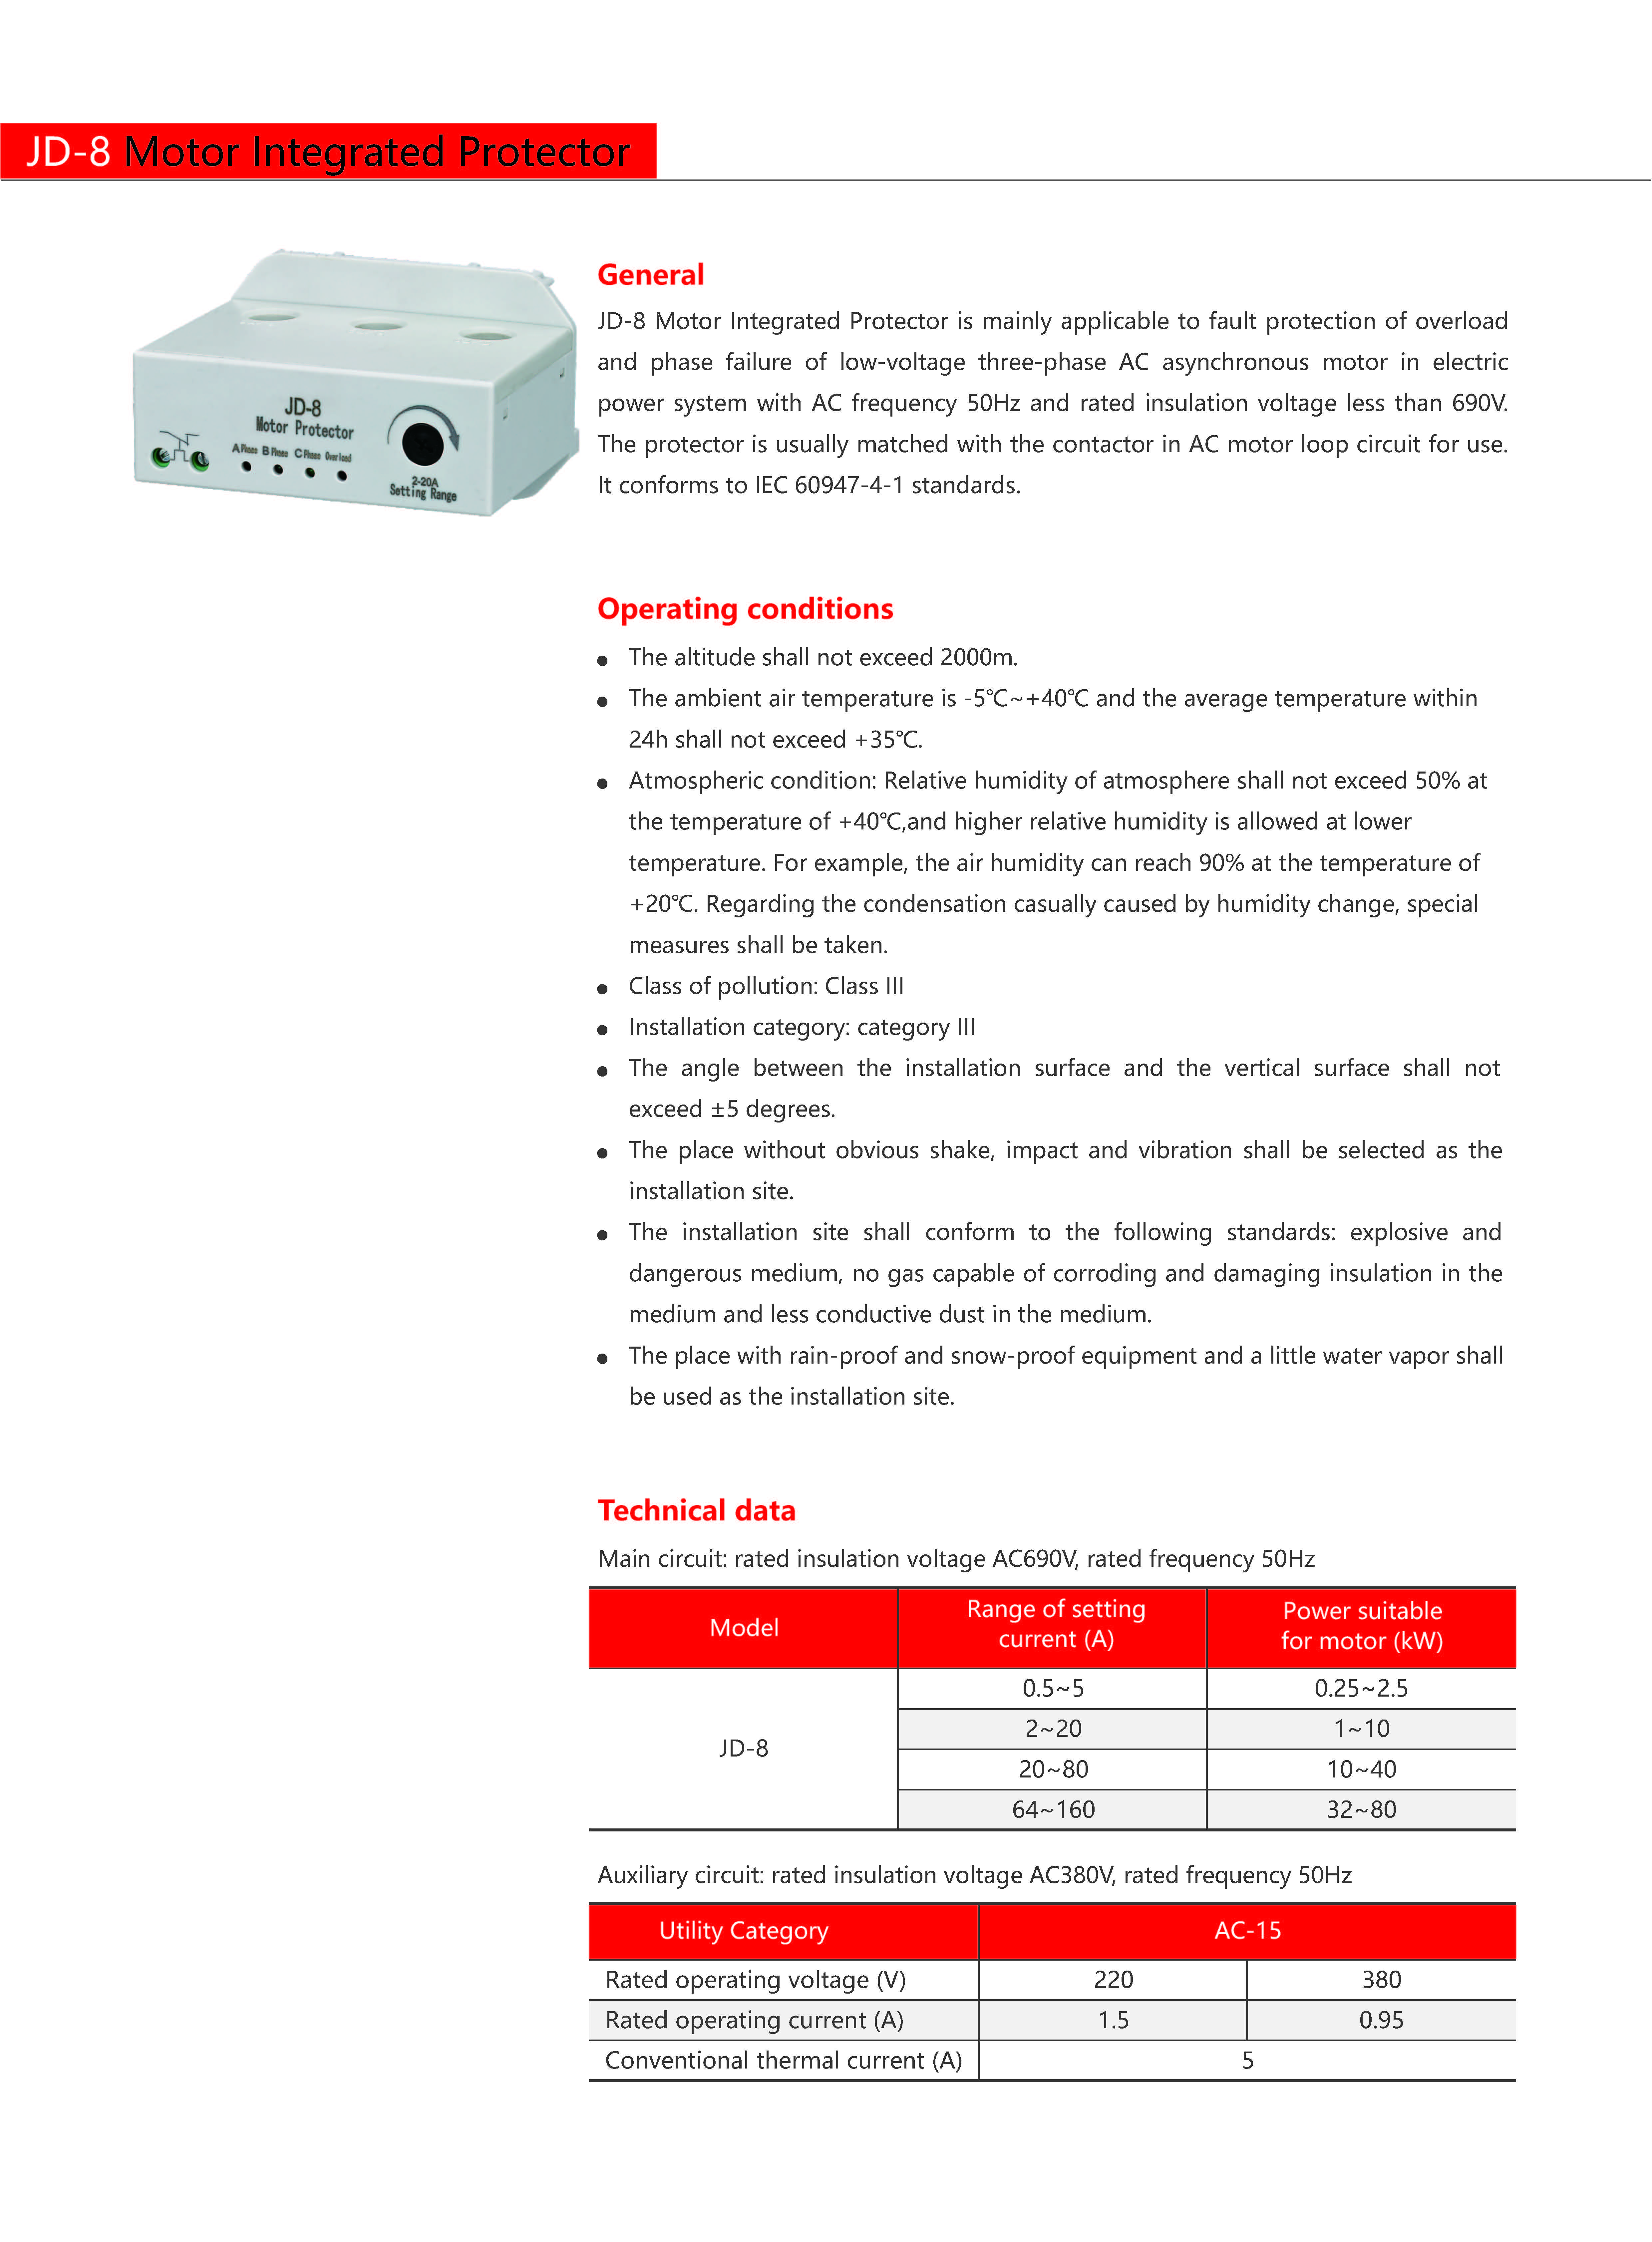 JD-8 Motor Integrated Protector
JD-8
Motor Protector
A Phase B Phase C Phase Overload
2-20A
Setting Range
General
JD-8 Motor Integrated Protector is mainly applicable to fault protection of overload
and phase failure of low-voltage three-phase AC asynchronous motor in electric
power system with AC frequency 50Hz and rated insulation voltage less than 690V.
The protector is usually matched with the contactor in AC motor loop circuit for use.
It conforms to IEC 60947-4-1 standards.
Operating conditions
● The altitude shall not exceed 2000m.
● The ambient air temperature is -5℃~+40℃ and the average temperature within
24h shall not exceed +35℃.
● Atmospheric condition: Relative humidity of atmosphere shall not exceed 50% at
the temperature of +40℃,and higher relative humidity is allowed at lower
temperature. For example, the air humidity can reach 90% at the temperature of
+20℃. Regarding the condensation casually caused by humidity change, special
measures shall be taken.
● Class of pollution: Class III
● Installation category: category III
● The angle between the installation surface and the vertical surface shall not
exceed ±5 degrees.
● The place without obvious shake, impact and vibration shall be selected as the
installation site.
● The installation site shall conform to the following standards: explosive and
dangerous medium, no gas capable of corroding and damaging insulation in the
medium and less conductive dust in the medium.
● The place with rain-proof and snow-proof equipment and a little water vapor shall
be used as the installation site.
Technical data
Main circuit: rated insulation voltage AC690V, rated frequency 50Hz
Model Range of setting current (A) Power suitable for motor (kW)
JD-8
0.5~5 0.25~2.5
2~20 1~10
20~80 10~40
64~160 32~80
Auxiliary circuit: rated insulation voltage AC380V, rated frequency 50Hz
Utility Category AC-15
Rated operating voltage (V) 220 380
Rated operating current (A) 1.5 0.95
Conventional thermal current (A) 5